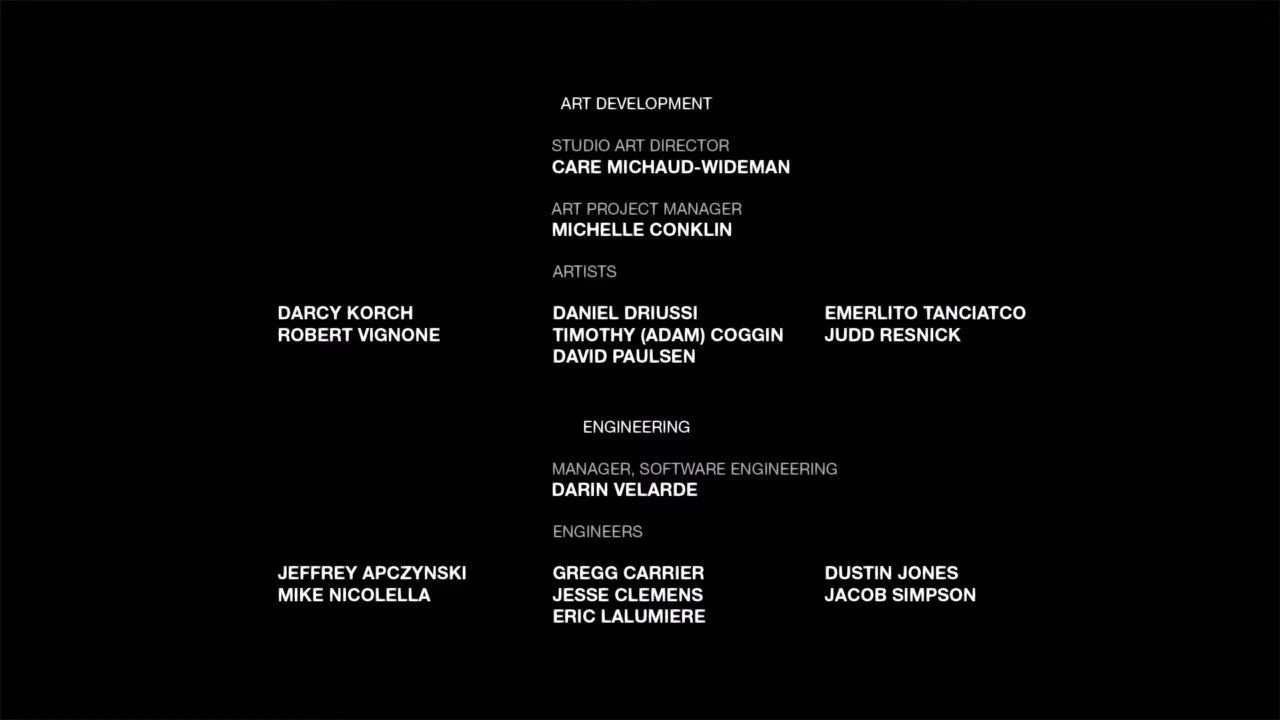 ART DEVELOPMENT
STUDIO ART DIRECTOR
CARE MICHAUD-WIDEMAN
ART PROJECT MANAGER
MICHELLE CONKLIN
ARTISTS
DARCY KORCH DANIEL DRIUSSI EMERLITO TANCIATCO
ROBERT VIGNONE TIMOTHY (ADAM) COGGIN JUDD RESNICK
DAVID PAULSEN
ENGINEERING
MANAGER, SOFTWARE ENGINEERING
DARIN VELARDE
ENGINEERS
JEFFREY APCZYNSKI GREGG CARRIER DUSTIN JONES
MIKE NICOLELLA JESSE CLEMENS JACOB SIMPSON
ERIC LALUMIERE